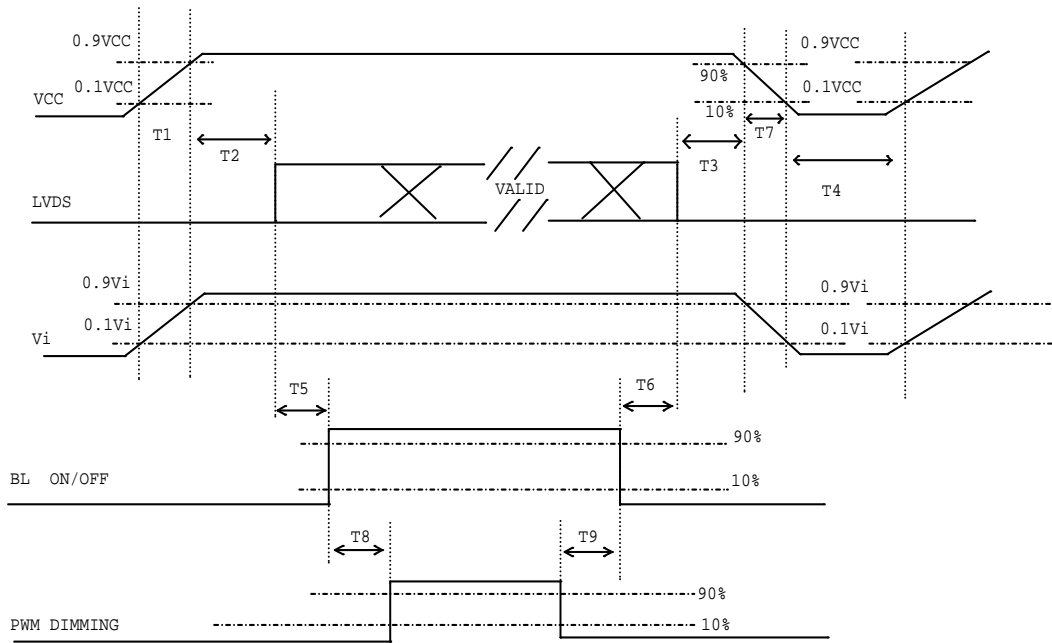 0.9VCC
0.9VCC
90%
0.1VCC
0.1VCC
VCC
10%
T7
T1
T2
T3
T4
VALID
LVDS
0.9Vi
0.9Vi
0.1Vi
0.1Vi
Vi
T5
T6
90%
BL ON/OFF
10%
T8
T9
90%
PWM DIMMING
10%